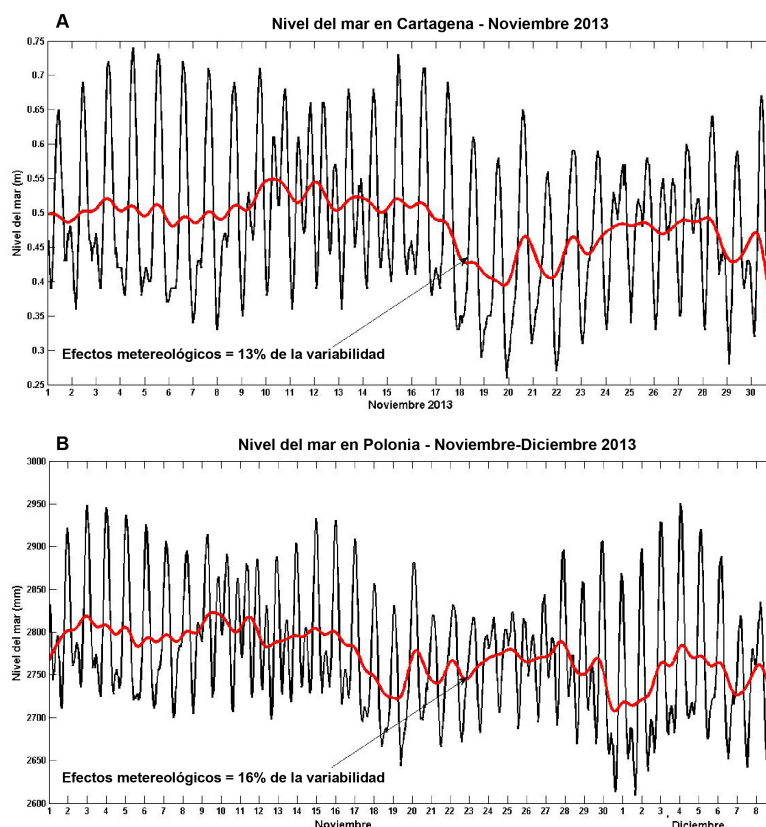 A
Nivel del mar en Cartagena - Noviembre 2013
0.75
0.7
0.65
0.6
0.55
0.5
0.45
0.4
0.35
0.3
0.25
Nivel del mar (m)
Efectos metereológicos = 13% de la variabilidad
1 2 3 4 5 6 7 8 9 10 11 12 13 14 15 16 17 18 19 20 21 22 23 24 25 26 27 28 29 30
Noviembre 2013
B
Nivel del mar en Polonia - Noviembre-Diciembre 2013
3800
2950
2900
2850
2800
2750
2700
2650
2600
Nivel del mar (mm)
Efectos metereológicos = 16% de la variabilidad
1 2 3 4 5 6 7 8 9 10 11 12 13 14 15 16 17 18 19 20 21 22 23 24 25 26 27 28 29 30 1 2 3 4 5 6 7 8
Noviembre Diciembre